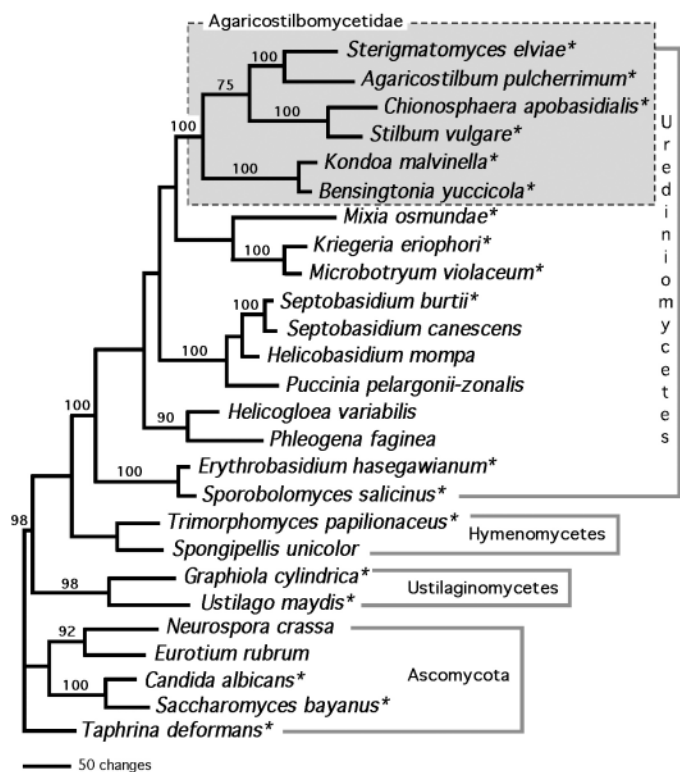 Agaricostilbomycetidae
Sterigmatomyces elviae*
100
Agaricostilbum pulcherrimum*
75
Chionosphaera apobasidialis*
100
Stilbum vulgare*
100
Kondoa malvinella*
100
Bensingtonia yuccicola*
Mixia osmundae*
Kriegeria eriophori*
100
Microbotryum violaceum*
Septobasidium burtii*
100
Septobasidium canescens
Helicobasidium mompa
100
Puccinia pelargonii-zonalis
Helicogloea variabilis
90
Phleogena faginea
100
Erythrobasidium hasegawianum*
100
Sporobolomyces salicinus*
Urediniomycetes
Trimorphomyces papilionaceus*
98
Hymenomycetes
Spongipellis unicolor
Graphiola cylindrica*
98
Ustilaginomycetes
Ustilago maydis*
Neurospora crassa
92
Eurotium rubrum
Ascomycota
Candida albicans*
100
Saccharomyces bayanus*
Taphrina deformans*
50 changes